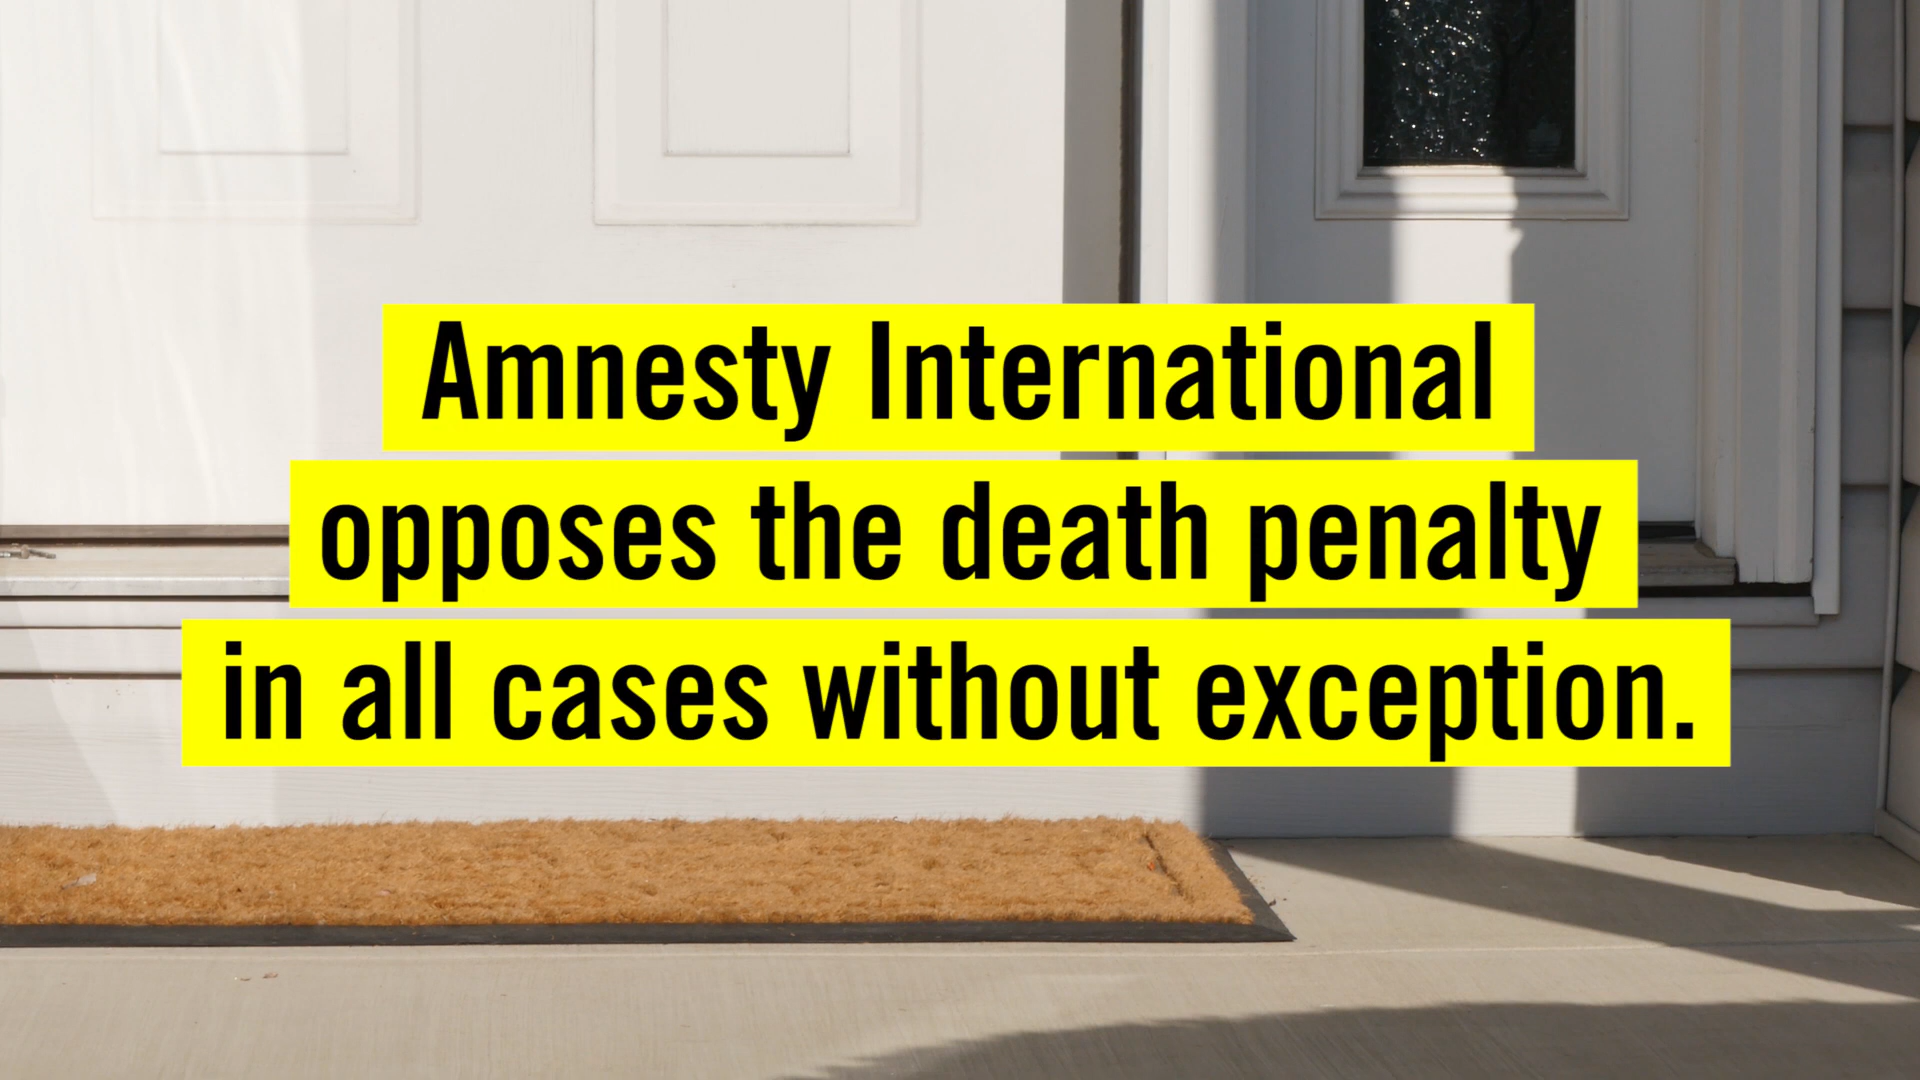 Amnesty International
opposes the death penalty
in all cases without exception.